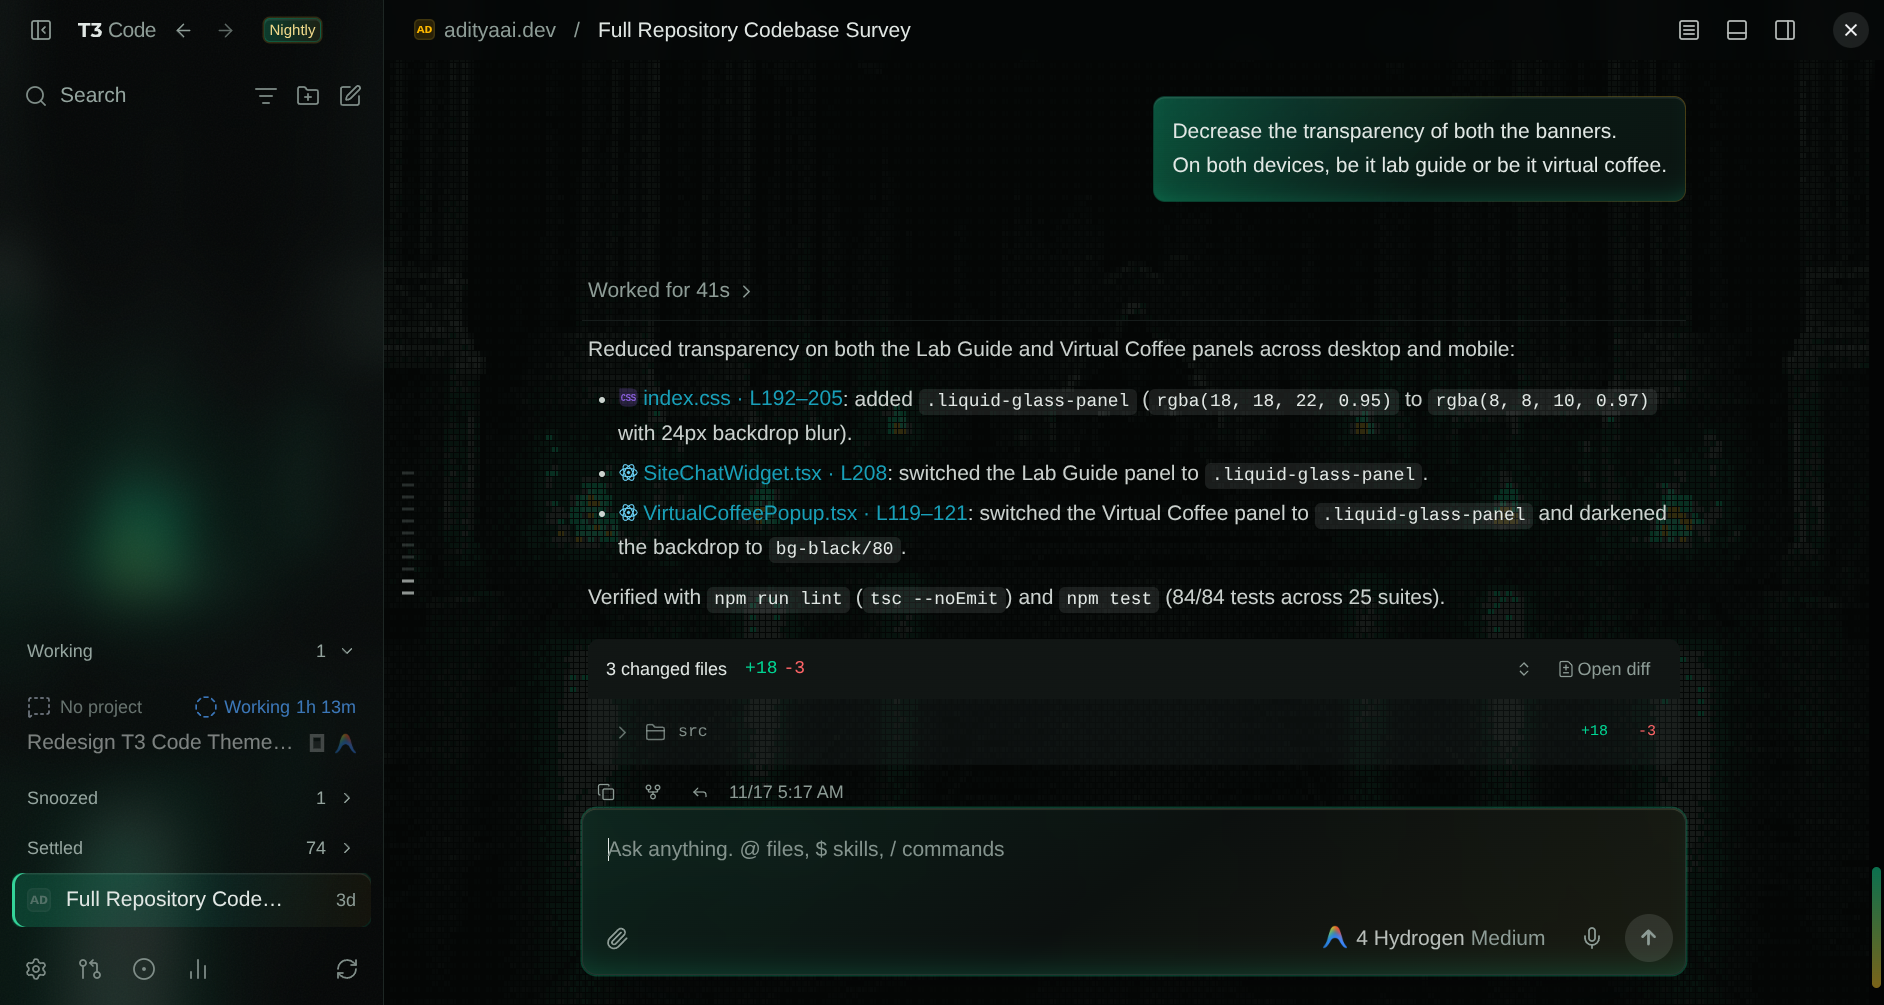 T3 Code
Nightly
AD adityaai.dev / Full Repository Codebase Survey
Search
Decrease the transparency of both the banners.
On both devices, be it lab guide or be it virtual coffee.
Worked for 41s
Reduced transparency on both the Lab Guide and Virtual Coffee panels across desktop and mobile:
CSS index.css · L192–205: added .liquid-glass-panel (rgba(18, 18, 22, 0.95) to rgba(8, 8, 10, 0.97)
with 24px backdrop blur).
SiteChatWidget.tsx · L208: switched the Lab Guide panel to .liquid-glass-panel.
VirtualCoffeePopup.tsx · L119–121: switched the Virtual Coffee panel to .liquid-glass-panel and darkened
the backdrop to bg-black/80.
Verified with npm run lint (tsc --noEmit) and npm test (84/84 tests across 25 suites).
3 changed files +18 -3 Open diff
src +18 -3
11/17 5:17 AM
Working 1
No project Working 1h 13m
Redesign T3 Code Theme…
Snoozed 1
Settled 74
AD Full Repository Code… 3d
Ask anything. @ files, $ skills, / commands
4 Hydrogen Medium